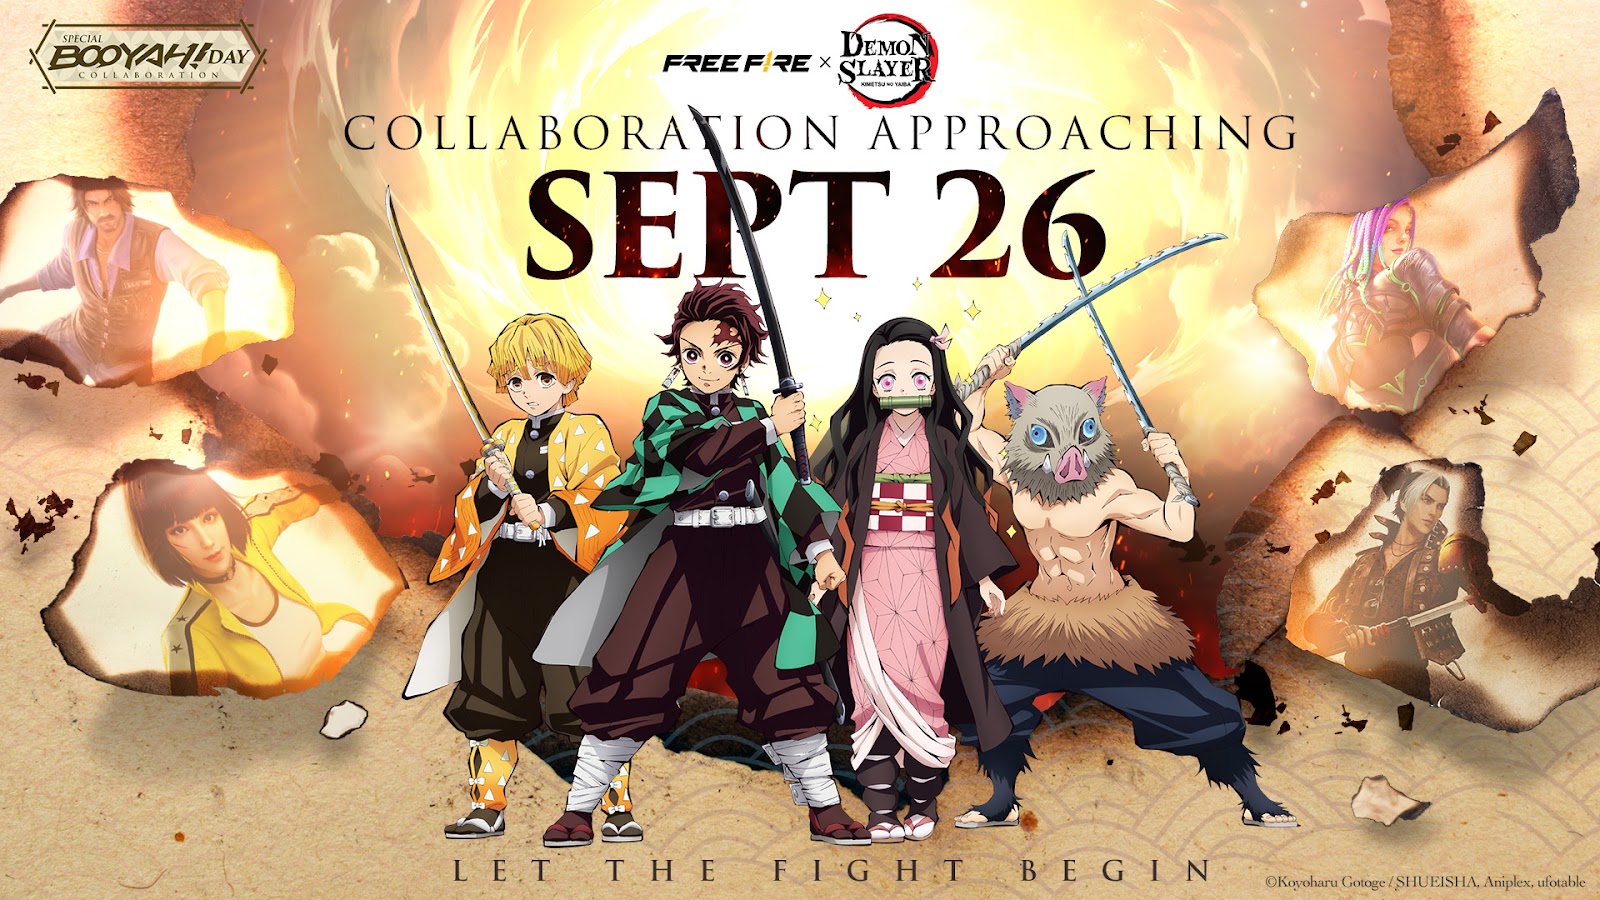 SPECIAL
BOOYAH! DAY
COLLABORATION
FREE FIRE × DEMON SLAYER
KIMETSU NO YAIBA
COLLABORATION APPROACHING
SEPT 26
LET THE FIGHT BEGIN
©Koyoharu Gotoge / SHUEISHA, Aniplex, ufotable